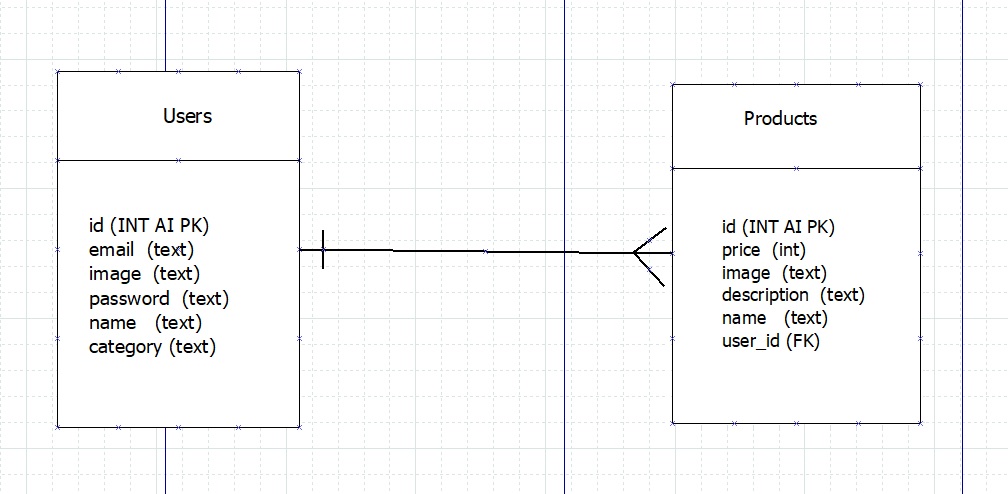 Users
id (INT AI PK)
email (text)
image (text)
password (text)
name (text)
category (text)
Products
id (INT AI PK)
price (int)
image (text)
description (text)
name (text)
user_id (FK)